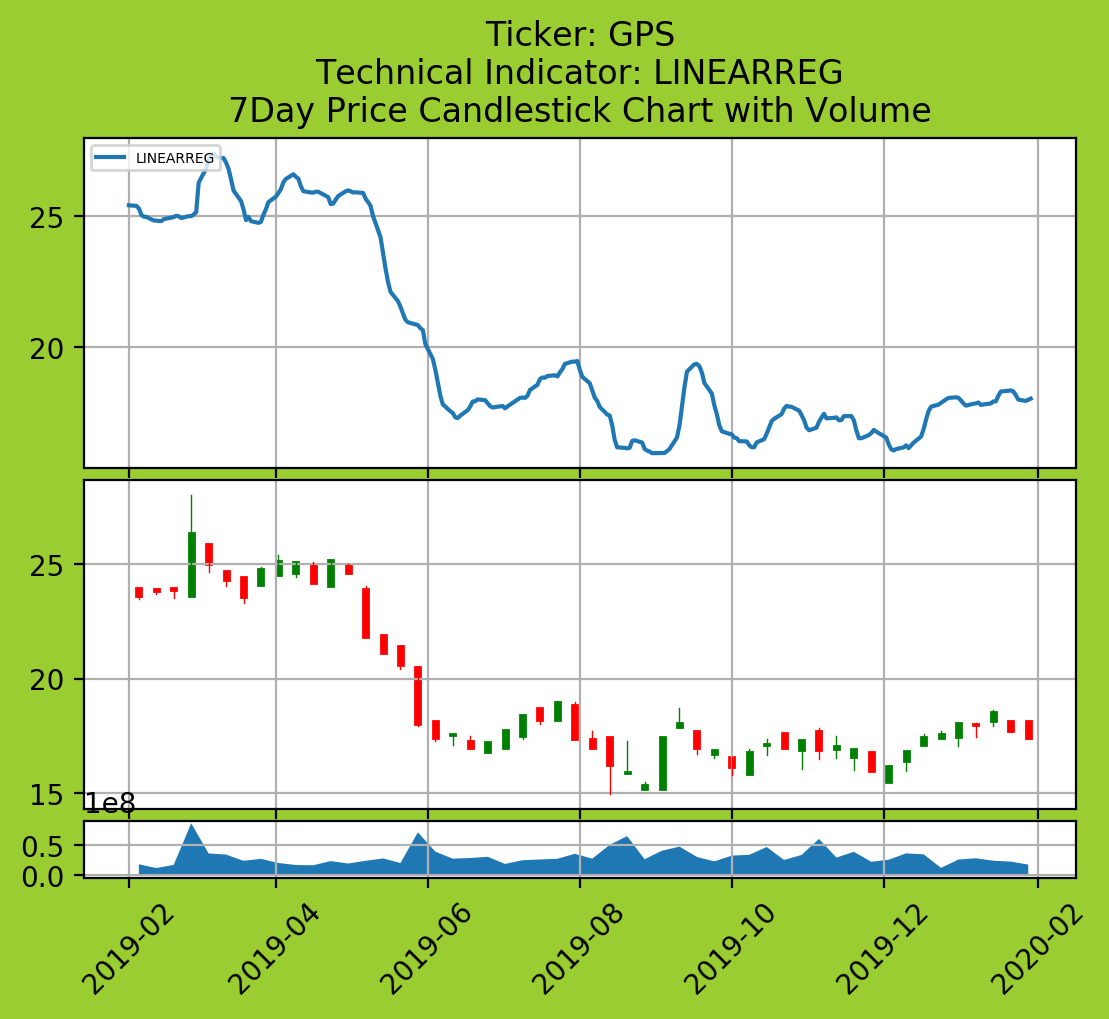 Ticker: GPS
Technical Indicator: LINEARREG
7Day Price Candlestick Chart with Volume
LINEARREG
25
20
25
20
15
1e8
0.5
0.0
2019-02
2019-04
2019-06
2019-08
2019-10
2019-12
2020-02